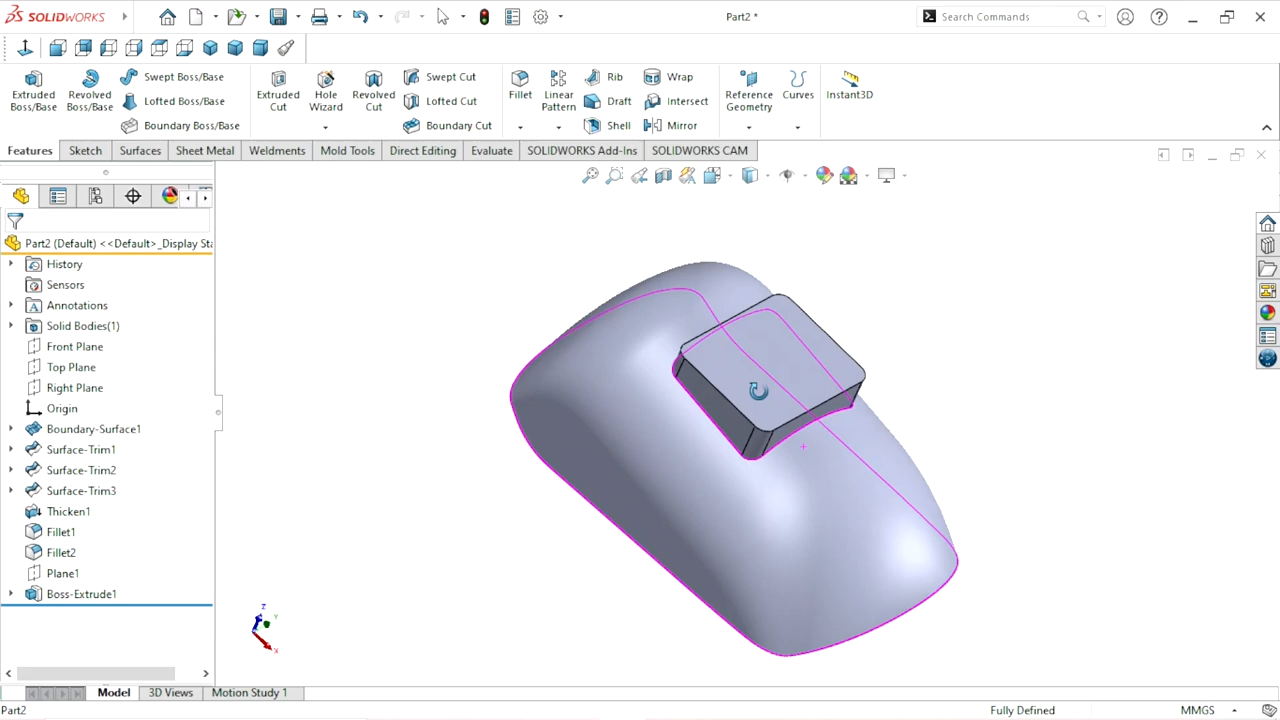 SOLIDWORKS
Part2 *
Search Commands
Extruded Boss/Base
Revolved Boss/Base
Swept Boss/Base
Lofted Boss/Base
Boundary Boss/Base
Extruded Cut
Hole Wizard
Revolved Cut
Swept Cut
Lofted Cut
Boundary Cut
Fillet
Linear Pattern
Rib
Draft
Shell
Wrap
Intersect
Mirror
Reference Geometry
Curves
Instant3D
Features Sketch Surfaces Sheet Metal Weldments Mold Tools Direct Editing Evaluate SOLIDWORKS Add-Ins SOLIDWORKS CAM
Part2 (Default) <<Default>_Display Sta
History
Sensors
Annotations
Solid Bodies(1)
Front Plane
Top Plane
Right Plane
Origin
Boundary-Surface1
Surface-Trim1
Surface-Trim2
Surface-Trim3
Thicken1
Fillet1
Fillet2
Plane1
Boss-Extrude1
Z
Y
X
Model 3D Views Motion Study 1
Part2 Fully Defined MMGS